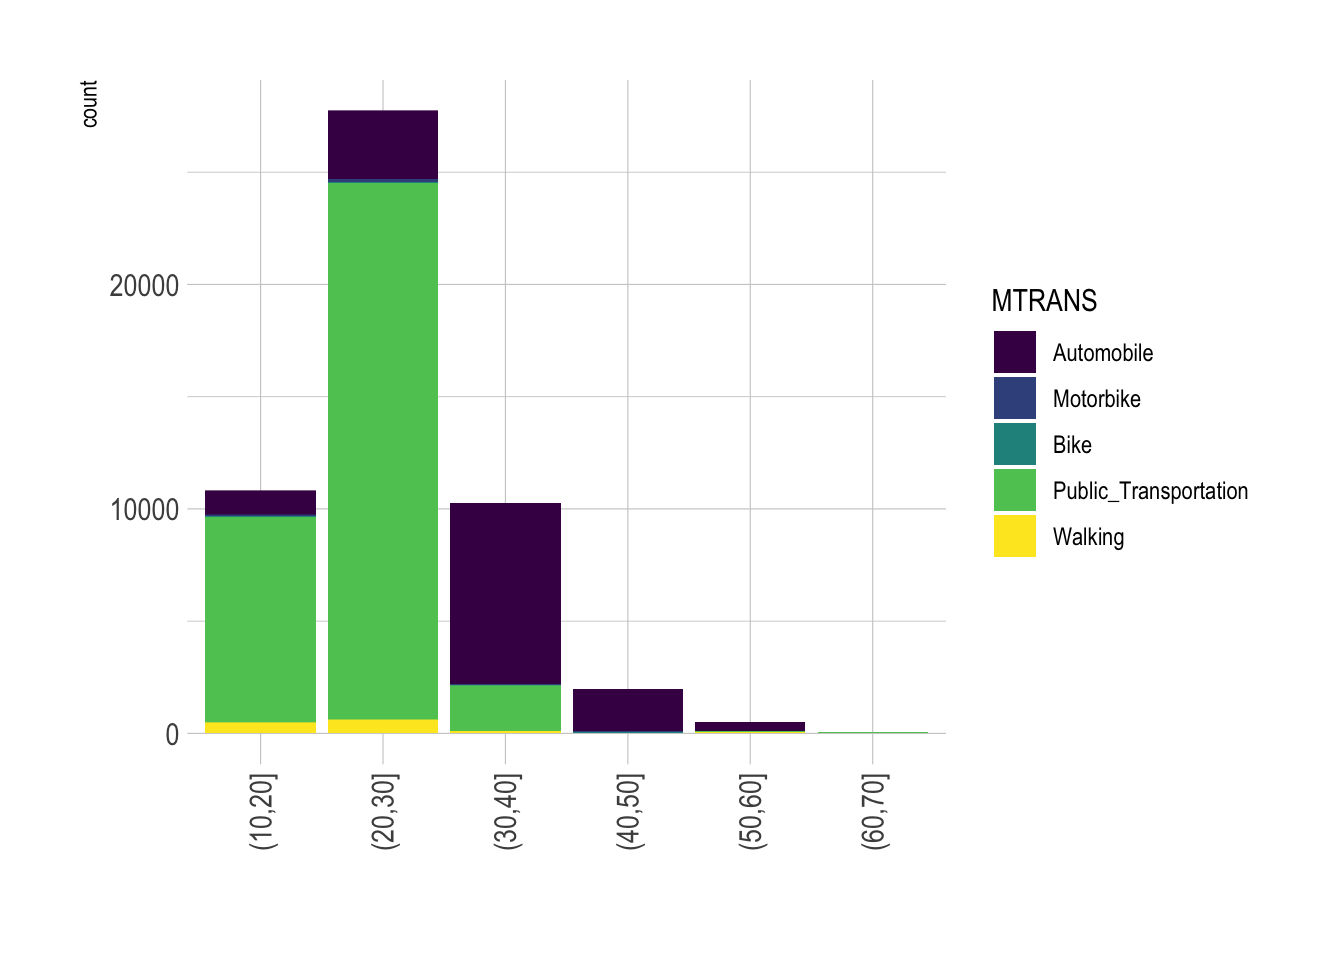 count
20000
10000
0
(10,20]
(20,30]
(30,40]
(40,50]
(50,60]
(60,70]
MTRANS
Automobile
Motorbike
Bike
Public_Transportation
Walking